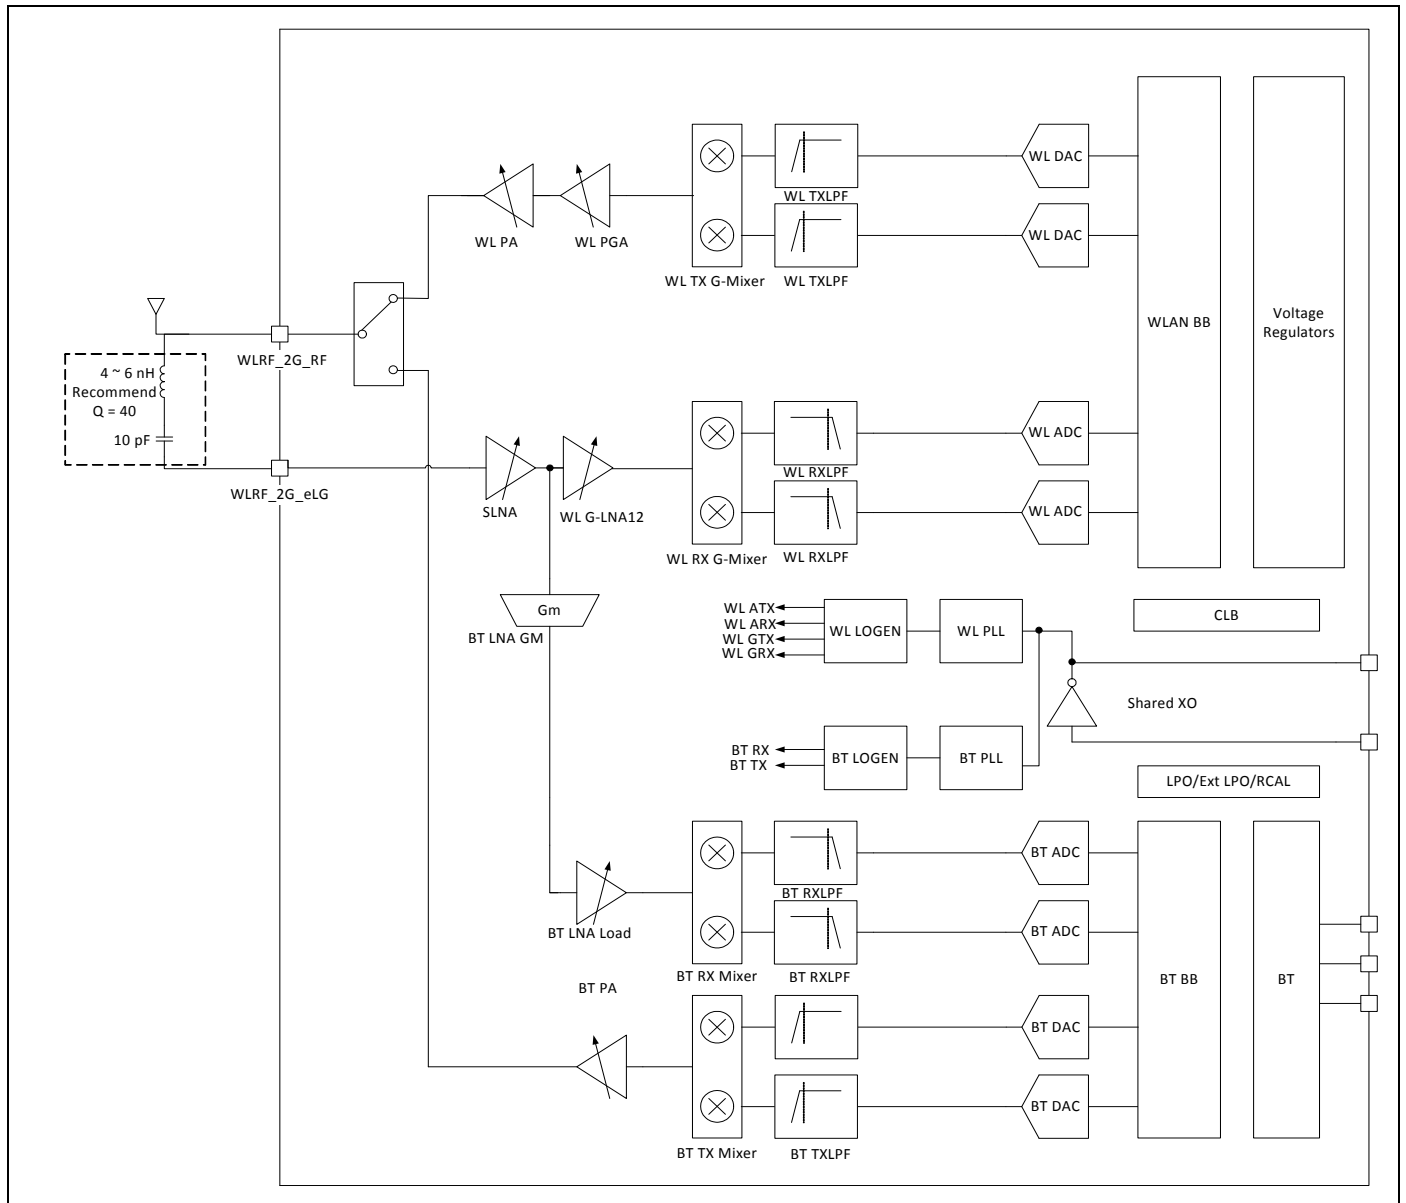 WL DAC
WL TXLPF
WL PA
WL PGA
WL DAC
WL TX G-Mixer
WL TXLPF
WLAN BB
Voltage
Regulators
WLRF_2G_RF
4 ~ 6 nH
Recommend
Q = 40
10 pF
WLRF_2G_eLG
SLNA
WL G-LNA12
WL ADC
WL RXLPF
WL ADC
WL RX G-Mixer
WL RXLPF
Gm
BT LNA GM
WL ATX
WL ARX
WL GTX
WL GRX
WL LOGEN
WL PLL
CLB
Shared XO
BT RX
BT TX
BT LOGEN
BT PLL
LPO/Ext LPO/RCAL
BT ADC
BT RXLPF
BT LNA Load
BT ADC
BT RX Mixer
BT RXLPF
BT BB
BT
BT PA
BT DAC
BT DAC
BT TX Mixer
BT TXLPF